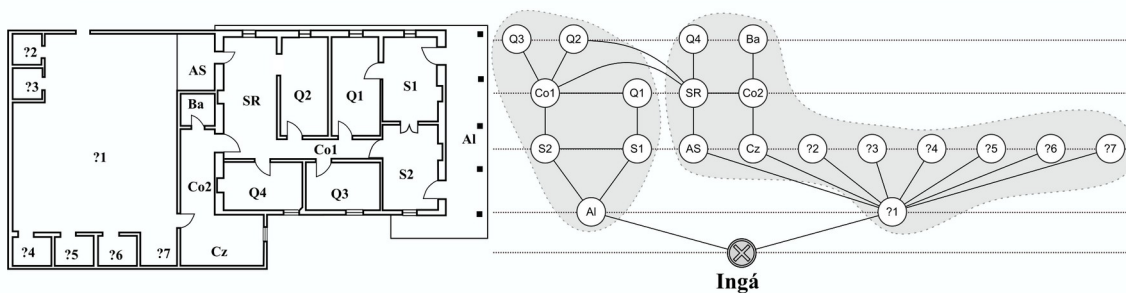 ?2
?3
AS
Ba
SR
Q2
Q1
S1
Al
?1
Co1
Co2
Q4
Q3
S2
?4
?5
?6
?7
Cz
Q3
Q2
Q4
Ba
Co1
Q1
SR
Co2
S2
S1
AS
Cz
?2
?3
?4
?5
?6
?7
Al
?1
Ingá